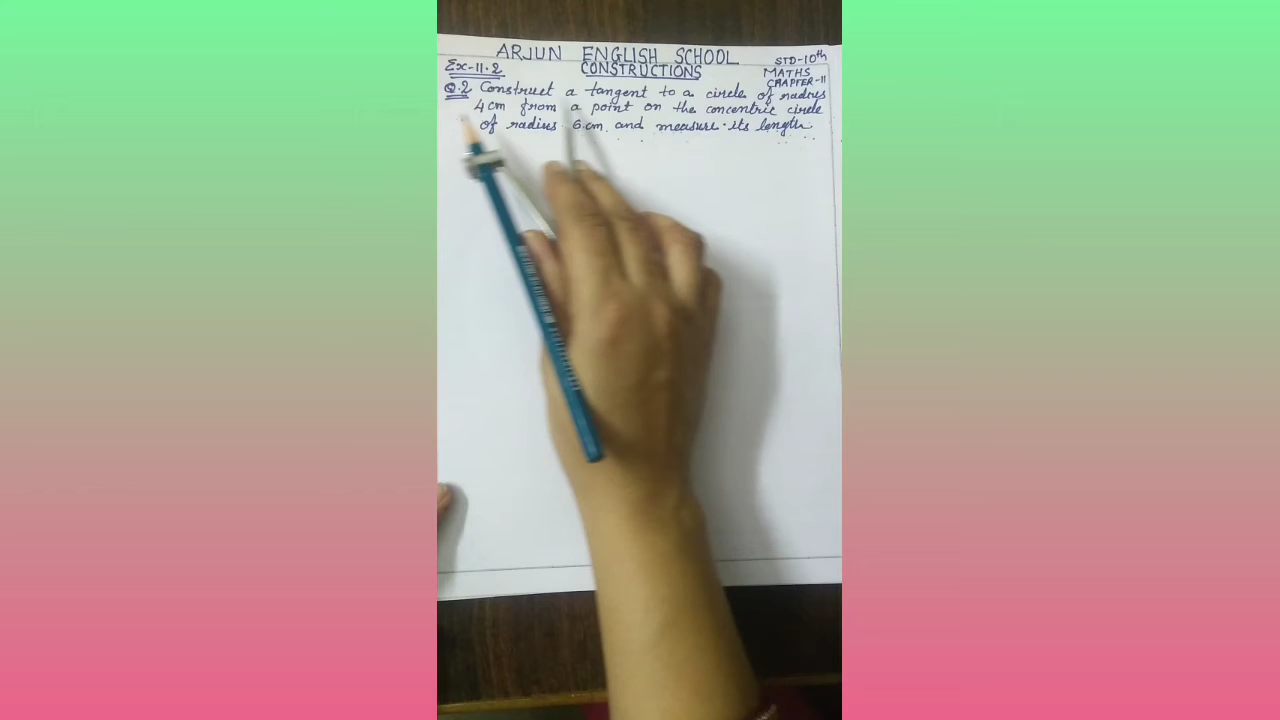 ARJUN ENGLISH SCHOOL
STD-10th
Ex-11.2
CONSTRUCTIONS
MATHS
CHAPTER-11
Q.2 Construct a tangent to a circle of radius
4cm from a point on the concentric circle
of radius 6cm and measure its length